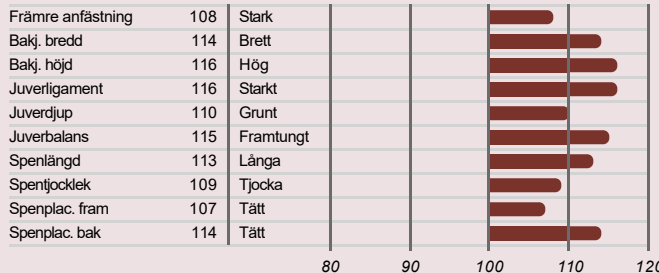 Främre anfästning 108 Stark
Bakj. bredd 114 Brett
Bakj. höjd 116 Hög
Juverligament 116 Starkt
Juverdjup 110 Grunt
Juverbalans 115 Framtungt
Spenlängd 113 Långa
Spentjocklek 109 Tjocka
Spenplac. fram 107 Tätt
Spenplac. bak 114 Tätt
80 90 100 110 120